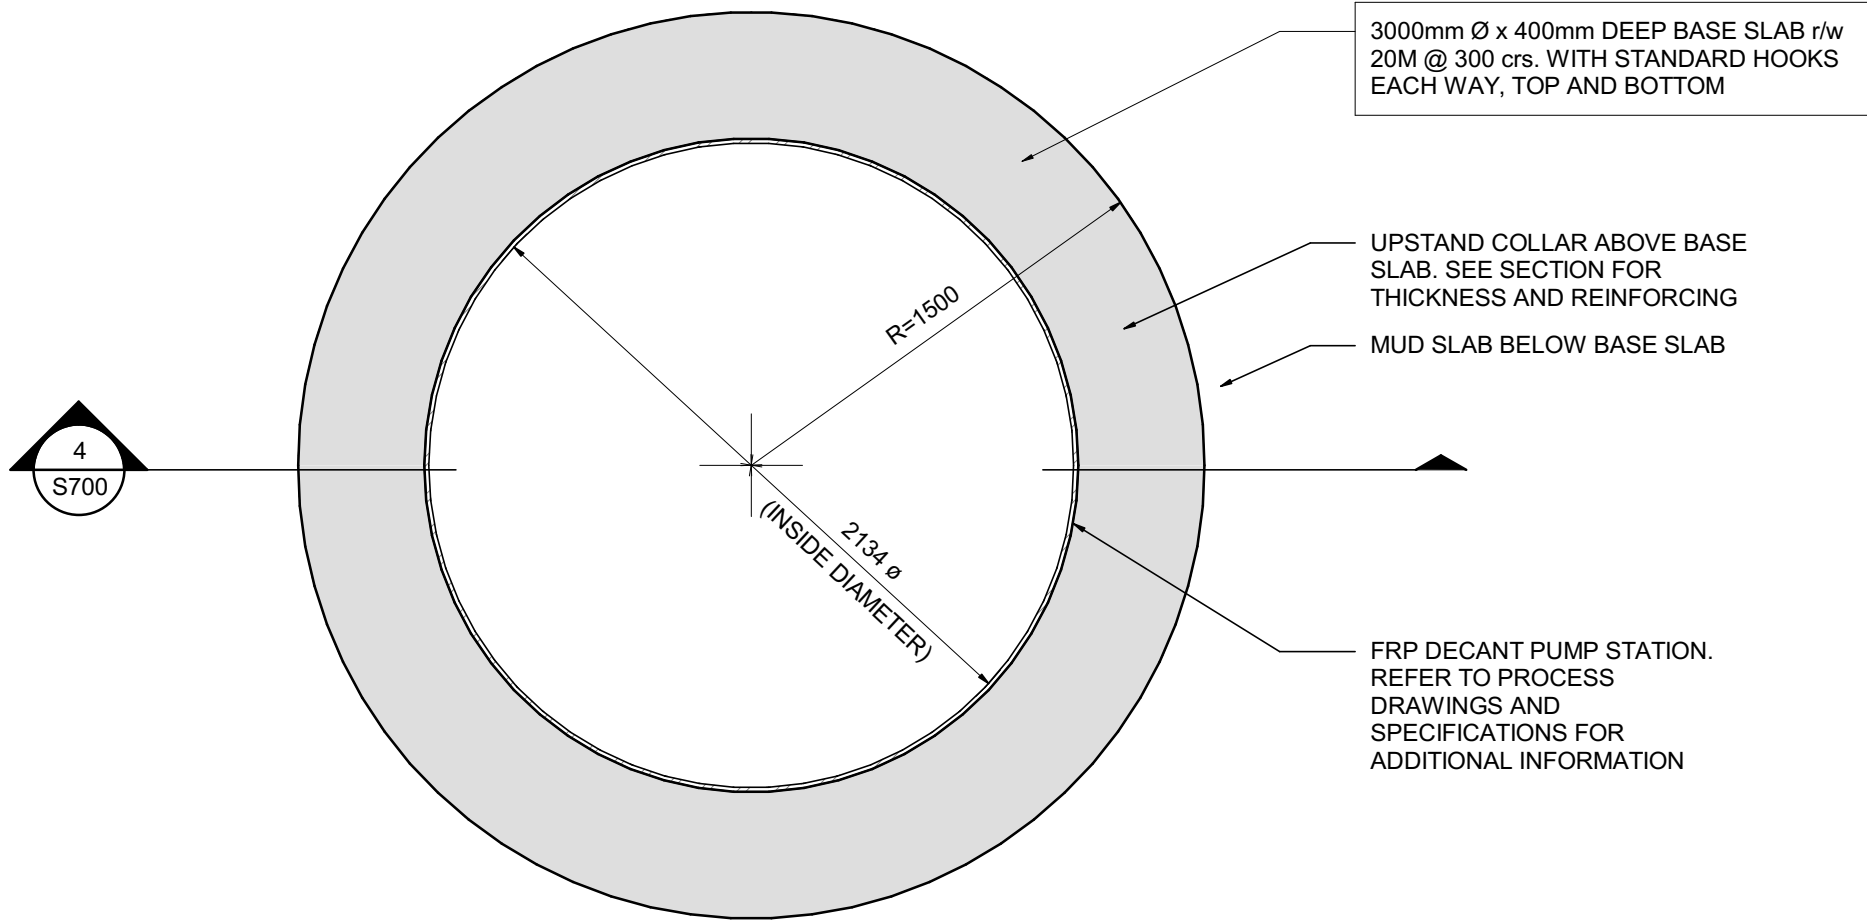 3000mm Ø x 400mm DEEP BASE SLAB r/w
20M @ 300 crs. WITH STANDARD HOOKS
EACH WAY, TOP AND BOTTOM
UPSTAND COLLAR ABOVE BASE
SLAB. SEE SECTION FOR
THICKNESS AND REINFORCING
R=1500
MUD SLAB BELOW BASE SLAB
4
S700
2134 ø
(INSIDE DIAMETER)
FRP DECANT PUMP STATION.
REFER TO PROCESS
DRAWINGS AND
SPECIFICATIONS FOR
ADDITIONAL INFORMATION